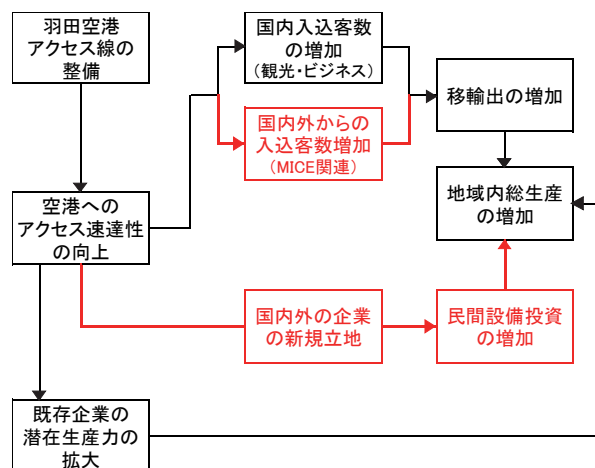 羽田空港
アクセス線の
整備
国内入込客数
の増加
(観光・ビジネス)
国内外からの
入込客数増加
(MICE関連)
移輸出の増加
空港への
アクセス速達性
の向上
地域内総生産
の増加
国内外の企業
の新規立地
民間設備投資
の増加
既存企業の
潜在生産力の
拡大